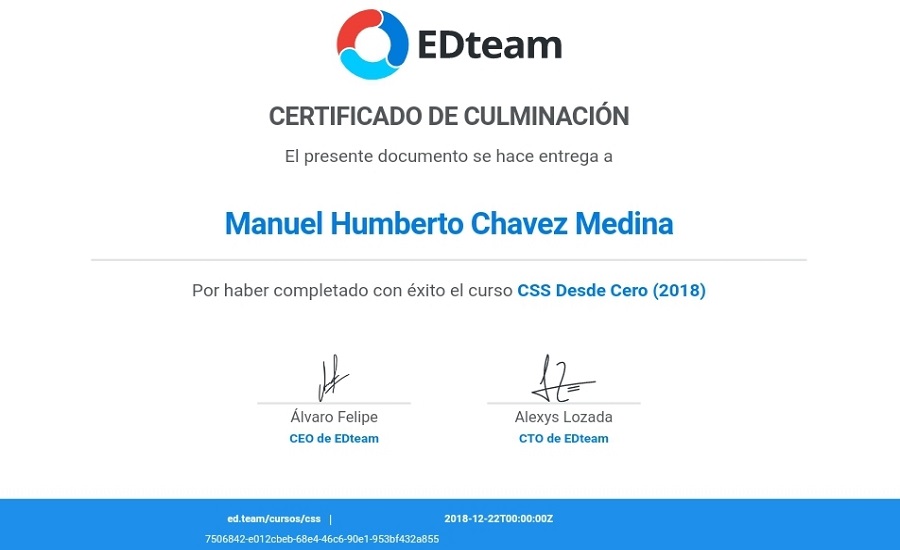 EDteam
CERTIFICADO DE CULMINACIÓN
El presente documento se hace entrega a
Manuel Humberto Chavez Medina
Por haber completado con éxito el curso CSS Desde Cero (2018)
Álvaro Felipe
CEO de EDteam
Alexys Lozada
CTO de EDteam
ed.team/cursos/css | 2018-12-22T00:00:00Z
7506842-e012cbeb-68e4-46c6-90e1-953bf432a855